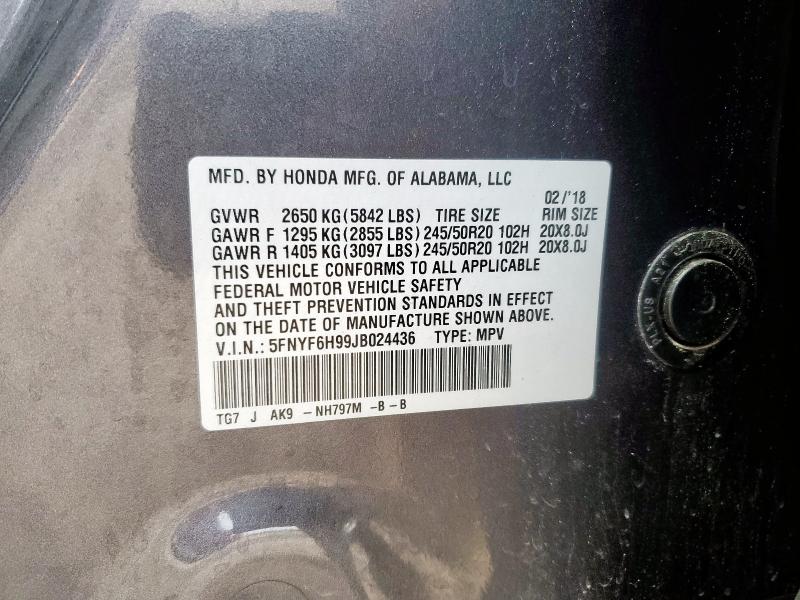 MFD. BY HONDA MFG. OF ALABAMA, LLC
02/'18
GVWR 2650 KG (5842 LBS) TIRE SIZE RIM SIZE
GAWR F 1295 KG (2855 LBS) 245/50R20 102H 20X8.0J
GAWR R 1405 KG (3097 LBS) 245/50R20 102H 20X8.0J
THIS VEHICLE CONFORMS TO ALL APPLICABLE
FEDERAL MOTOR VEHICLE SAFETY
AND THEFT PREVENTION STANDARDS IN EFFECT
ON THE DATE OF MANUFACTURE SHOWN ABOVE.
V.I.N.: 5FNYF6H99JB024436 TYPE: MPV
TG7 J AK9 -NH797M -B-B